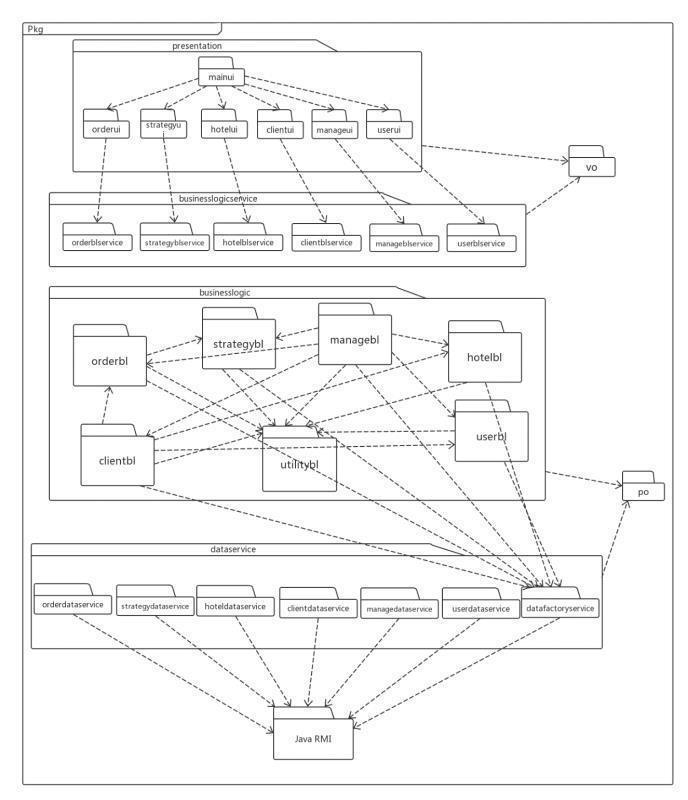 Pkg
presentation
mainui
orderui
strategyu
i
hotelui
clientui
manageui
userui
vo
businesslogicservice
orderblservice
strategyblservice
hotelblservice
clientblservice
manageblservice
userblservice
businesslogic
orderbl
strategybl
managebl
hotelbl
clientbl
utilitybl
userbl
po
dataservice
orderdataservice
strategydataservice
hoteldataservice
clientdataservice
managedataservice
userdataservice
datafactoryservice
Java RMI